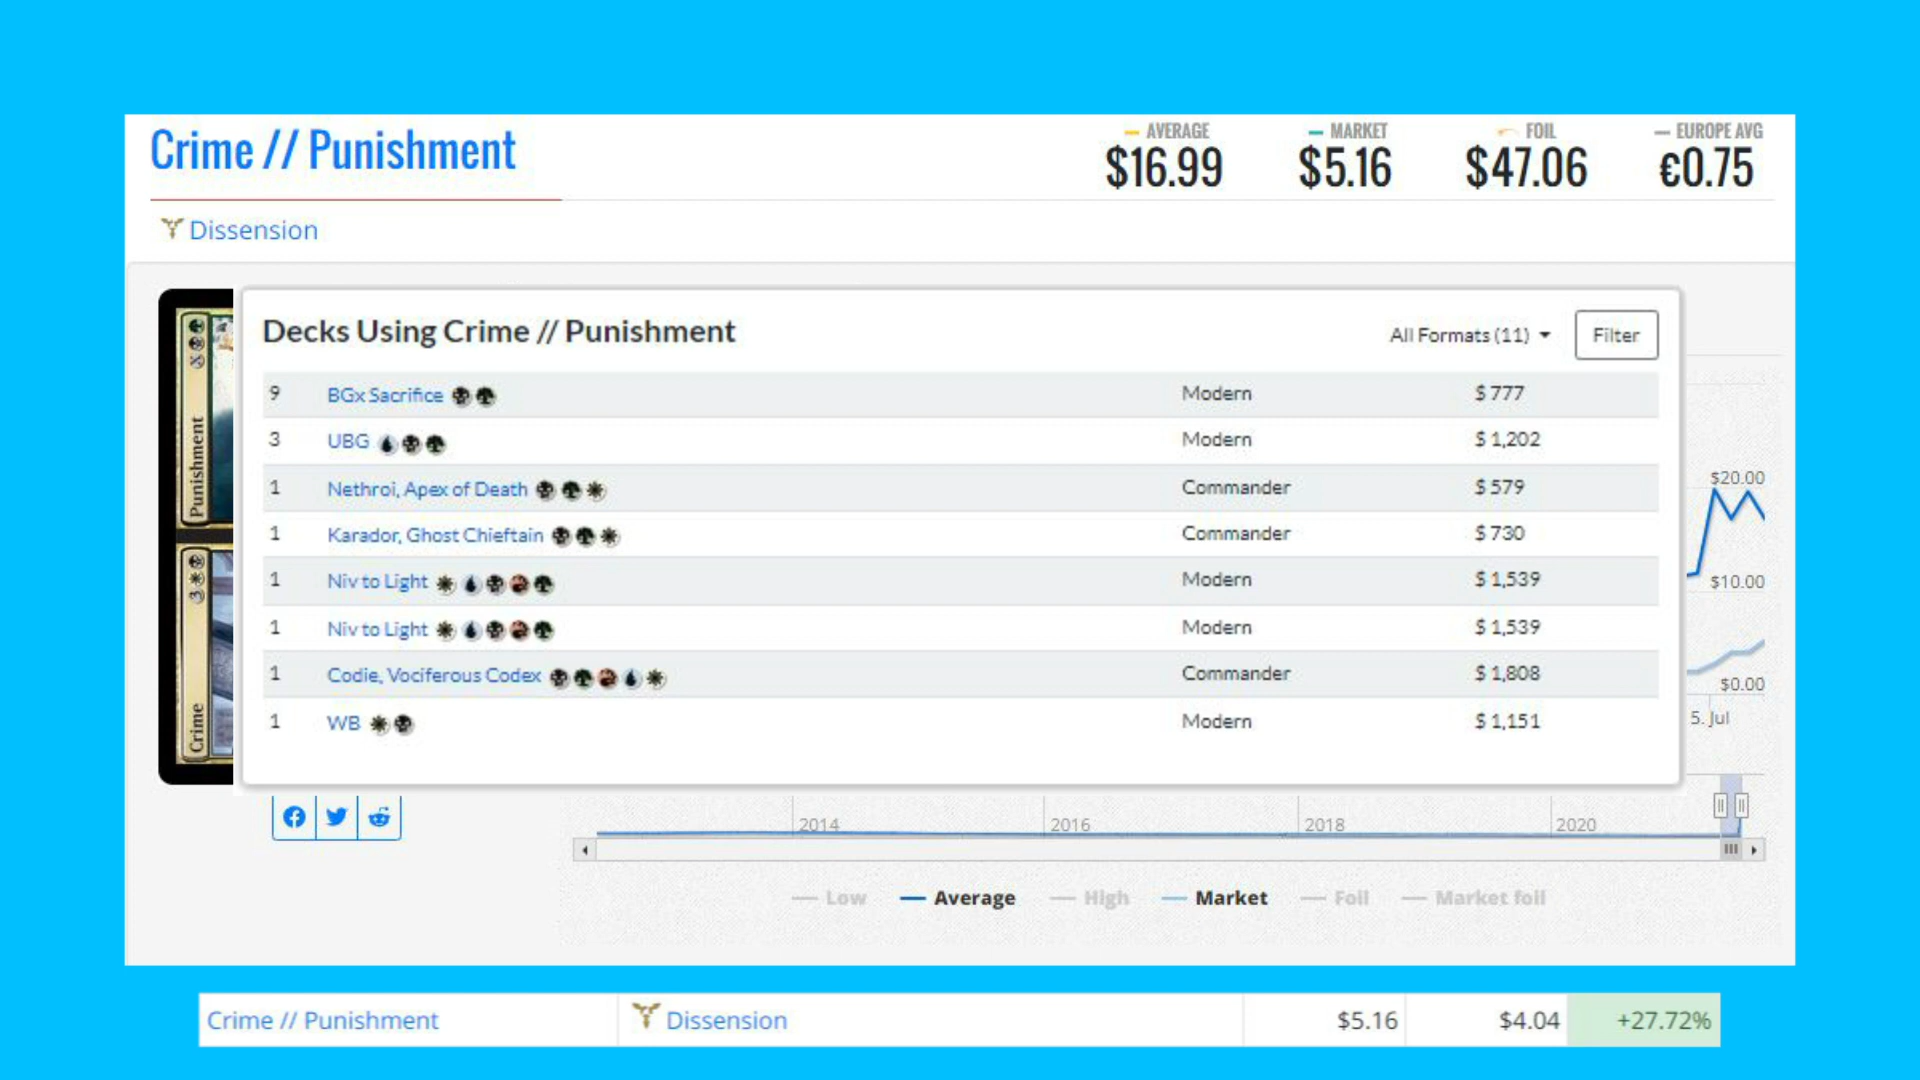 Crime // Punishment
AVERAGE MARKET FOIL EUROPE AVG
$16.99 $5.16 $47.06 €0.75
Dissension
Punishment
Crime
Decks Using Crime // Punishment
All Formats (11) Filter
9 BGx Sacrifice Modern $ 777
3 UBG Modern $ 1,202
1 Nethroi, Apex of Death Commander $ 579
1 Karador, Ghost Chieftain Commander $ 730
1 Niv to Light Modern $ 1,539
1 Niv to Light Modern $ 1,539
1 Codie, Vociferous Codex Commander $ 1,808
1 WB Modern $ 1,151
$20.00
$10.00
$0.00
5. Jul
2014 2016 2018 2020
Low Average High Market Foil Market foil
Crime // Punishment Dissension $5.16 $4.04 +27.72%